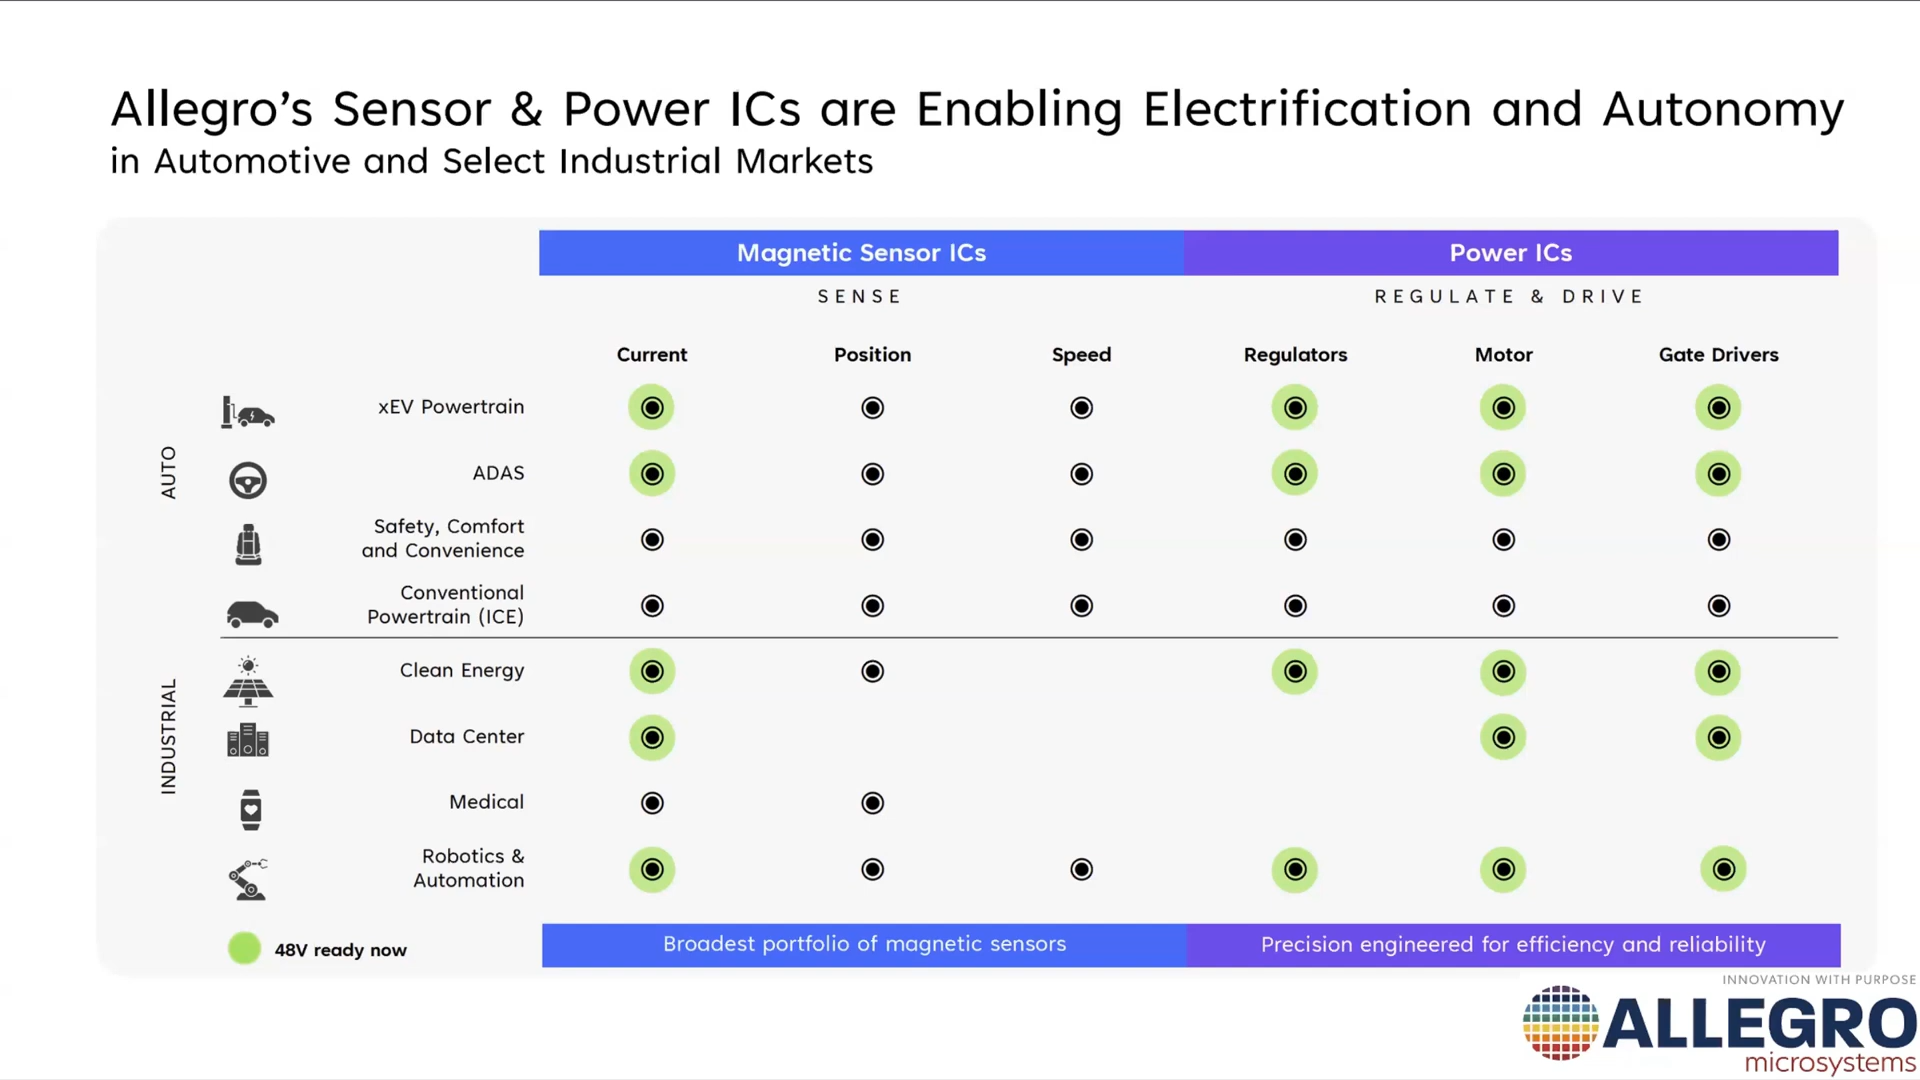 Allegro's Sensor & Power ICs are Enabling Electrification and Autonomy
in Automotive and Select Industrial Markets
Magnetic Sensor ICs
Power ICs
SENSE
REGULATE & DRIVE
Current
Position
Speed
Regulators
Motor
Gate Drivers
AUTO
xEV Powertrain
ADAS
Safety, Comfort
and Convenience
Conventional
Powertrain (ICE)
INDUSTRIAL
Clean Energy
Data Center
Medical
Robotics &
Automation
48V ready now
Broadest portfolio of magnetic sensors
Precision engineered for efficiency and reliability
INNOVATION WITH PURPOSE
ALLEGRO
microsystems